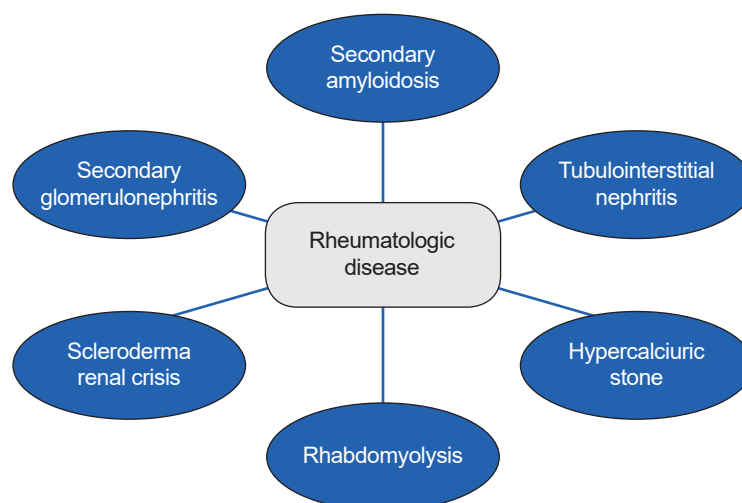 Secondary
amyloidosis
Secondary
glomerulonephritis
Tubulointerstitial
nephritis
Rheumatologic
disease
Scleroderma
renal crisis
Hypercalciuric
stone
Rhabdomyolysis